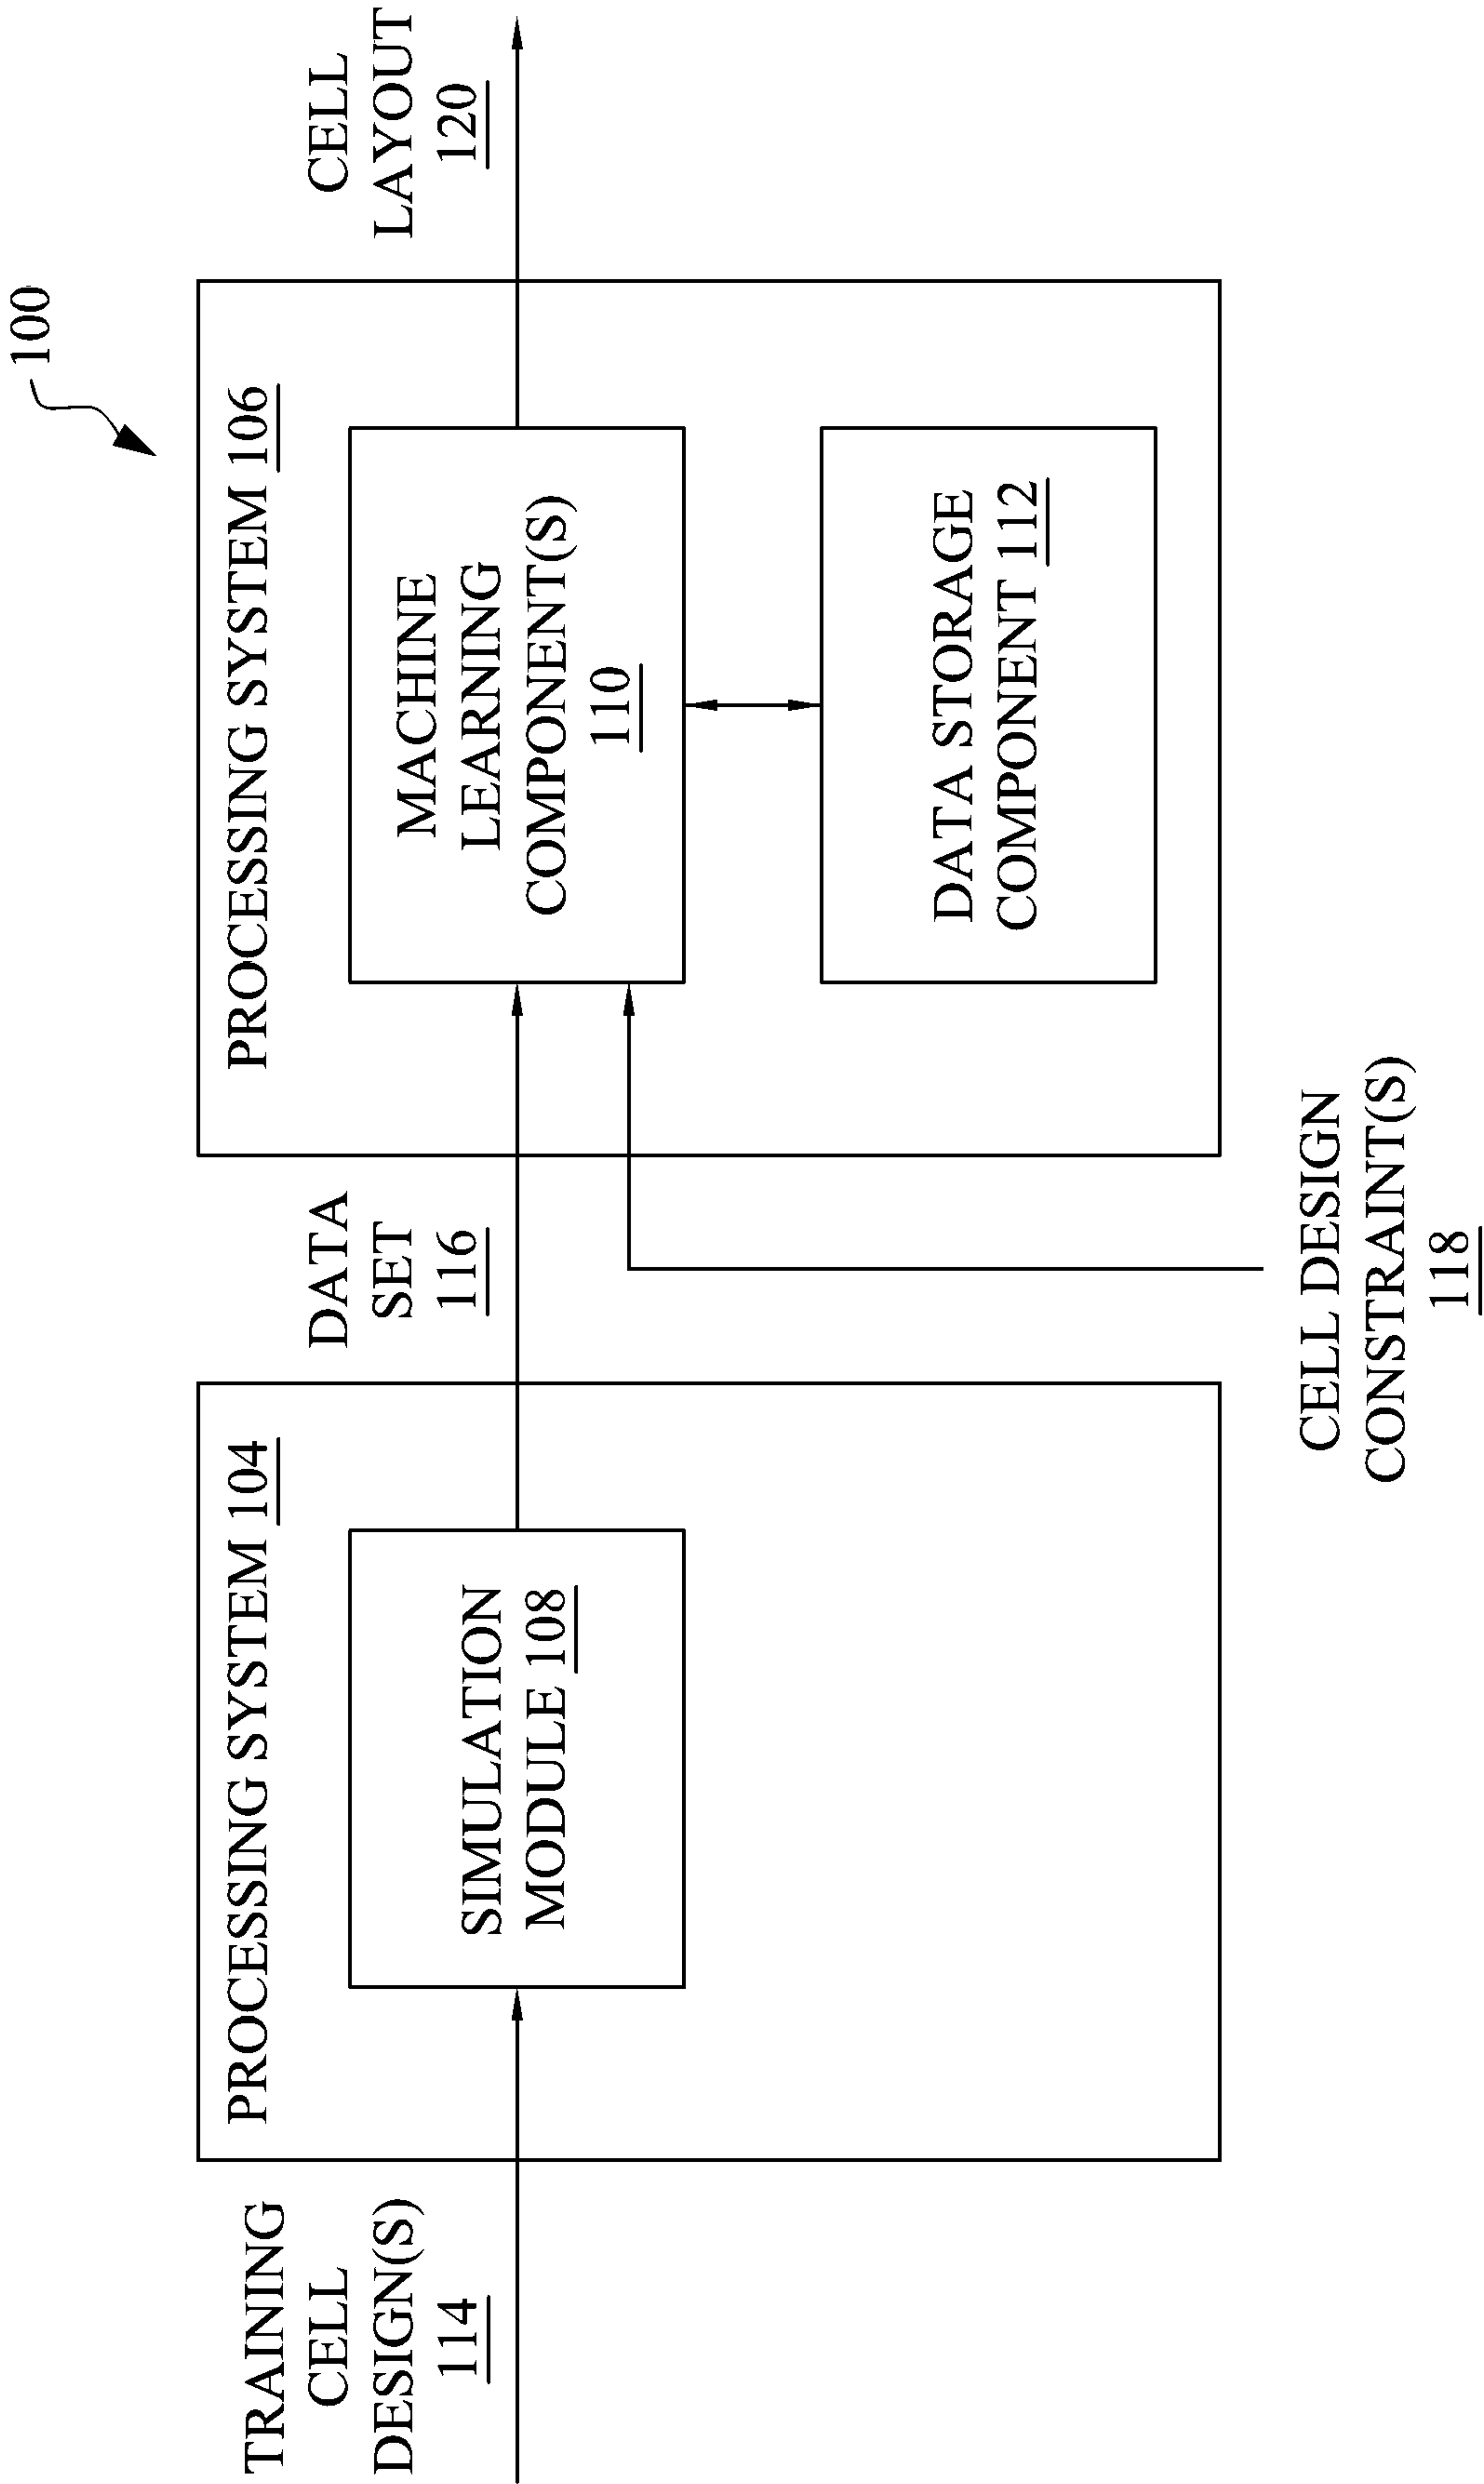 100
TRAINING
CELL
DESIGN(S)
114
PROCESSING SYSTEM 104
SIMULATION
MODULE 108
DATA
SET
116
PROCESSING SYSTEM 106
MACHINE
LEARNING
COMPONENT(S)
110
DATA STORAGE
COMPONENT 112
CELL
LAYOUT
120
CELL DESIGN
CONSTRAINT(S)
118